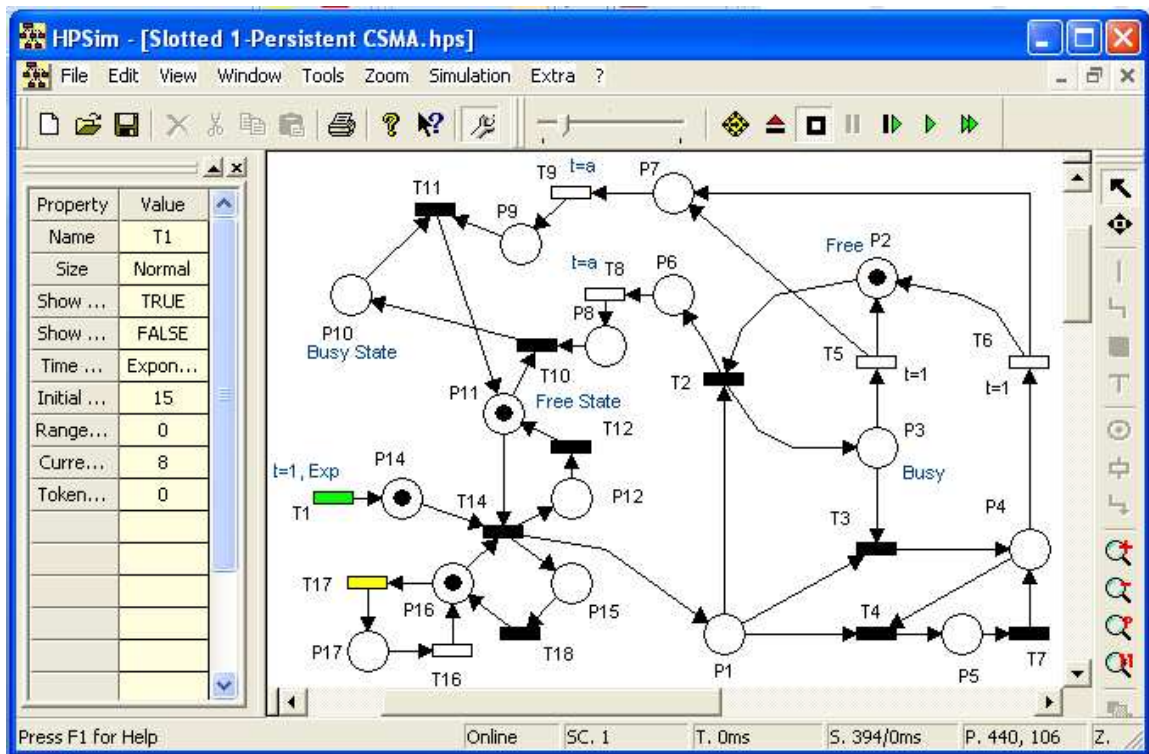 HPSim - [Slotted 1-Persistent CSMA.hps]
File Edit View Window Tools Zoom Simulation Extra ?
Property Value
Name T1
Size Normal
Show ... TRUE
Show ... FALSE
Time ... Expon...
Initial ... 15
Range... 0
Curre... 8
Token... 0
T11
T9
t=a
P7
P9
Free P2
t=a
T8
P6
P10
Busy State
P8
T10
T5
t=1
T6
t=1
T2
P11
Free State
T12
P3
Busy
t=1, Exp
P14
T1
T14
P12
T3
P4
T17
P16
P15
T4
P17
T16
T18
P1
P5
T7
Press F1 for Help
Online
SC. 1
T. 0ms
S. 394/0ms
P. 440, 106
Z.